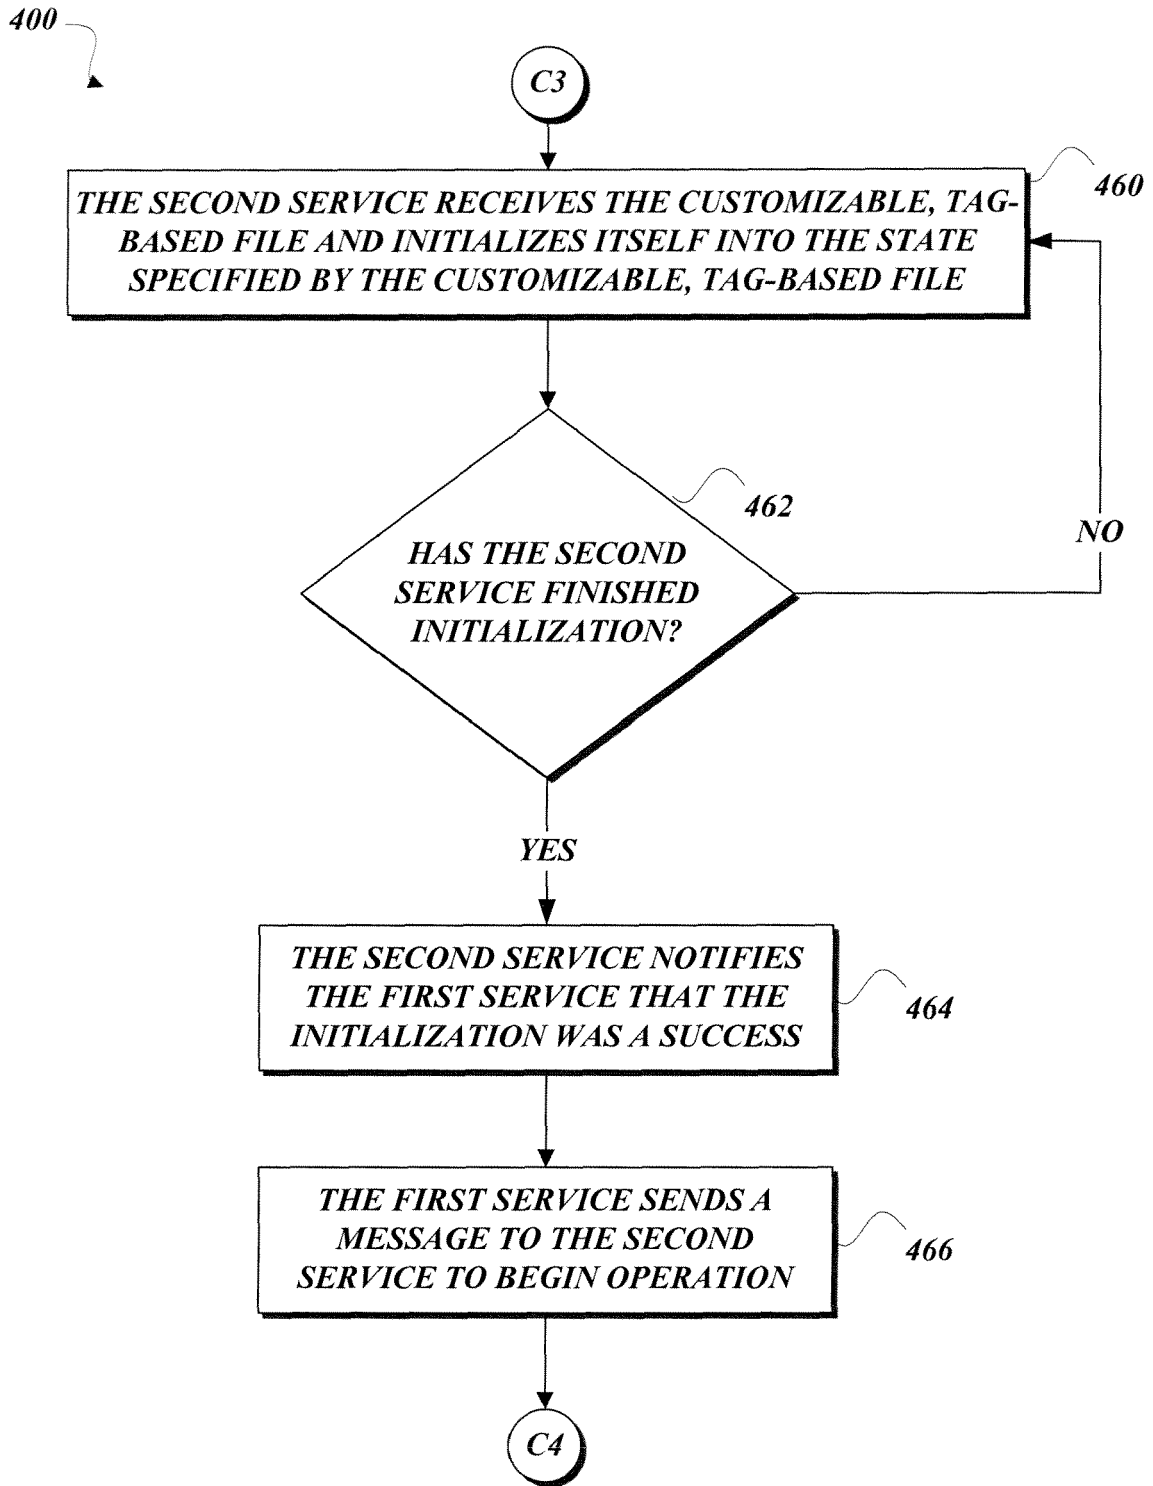 400
C3
THE SECOND SERVICE RECEIVES THE CUSTOMIZABLE, TAG-
BASED FILE AND INITIALIZES ITSELF INTO THE STATE
SPECIFIED BY THE CUSTOMIZABLE, TAG-BASED FILE
460
HAS THE SECOND
SERVICE FINISHED
INITIALIZATION?
462
NO
YES
THE SECOND SERVICE NOTIFIES
THE FIRST SERVICE THAT THE
INITIALIZATION WAS A SUCCESS
464
THE FIRST SERVICE SENDS A
MESSAGE TO THE SECOND
SERVICE TO BEGIN OPERATION
466
C4